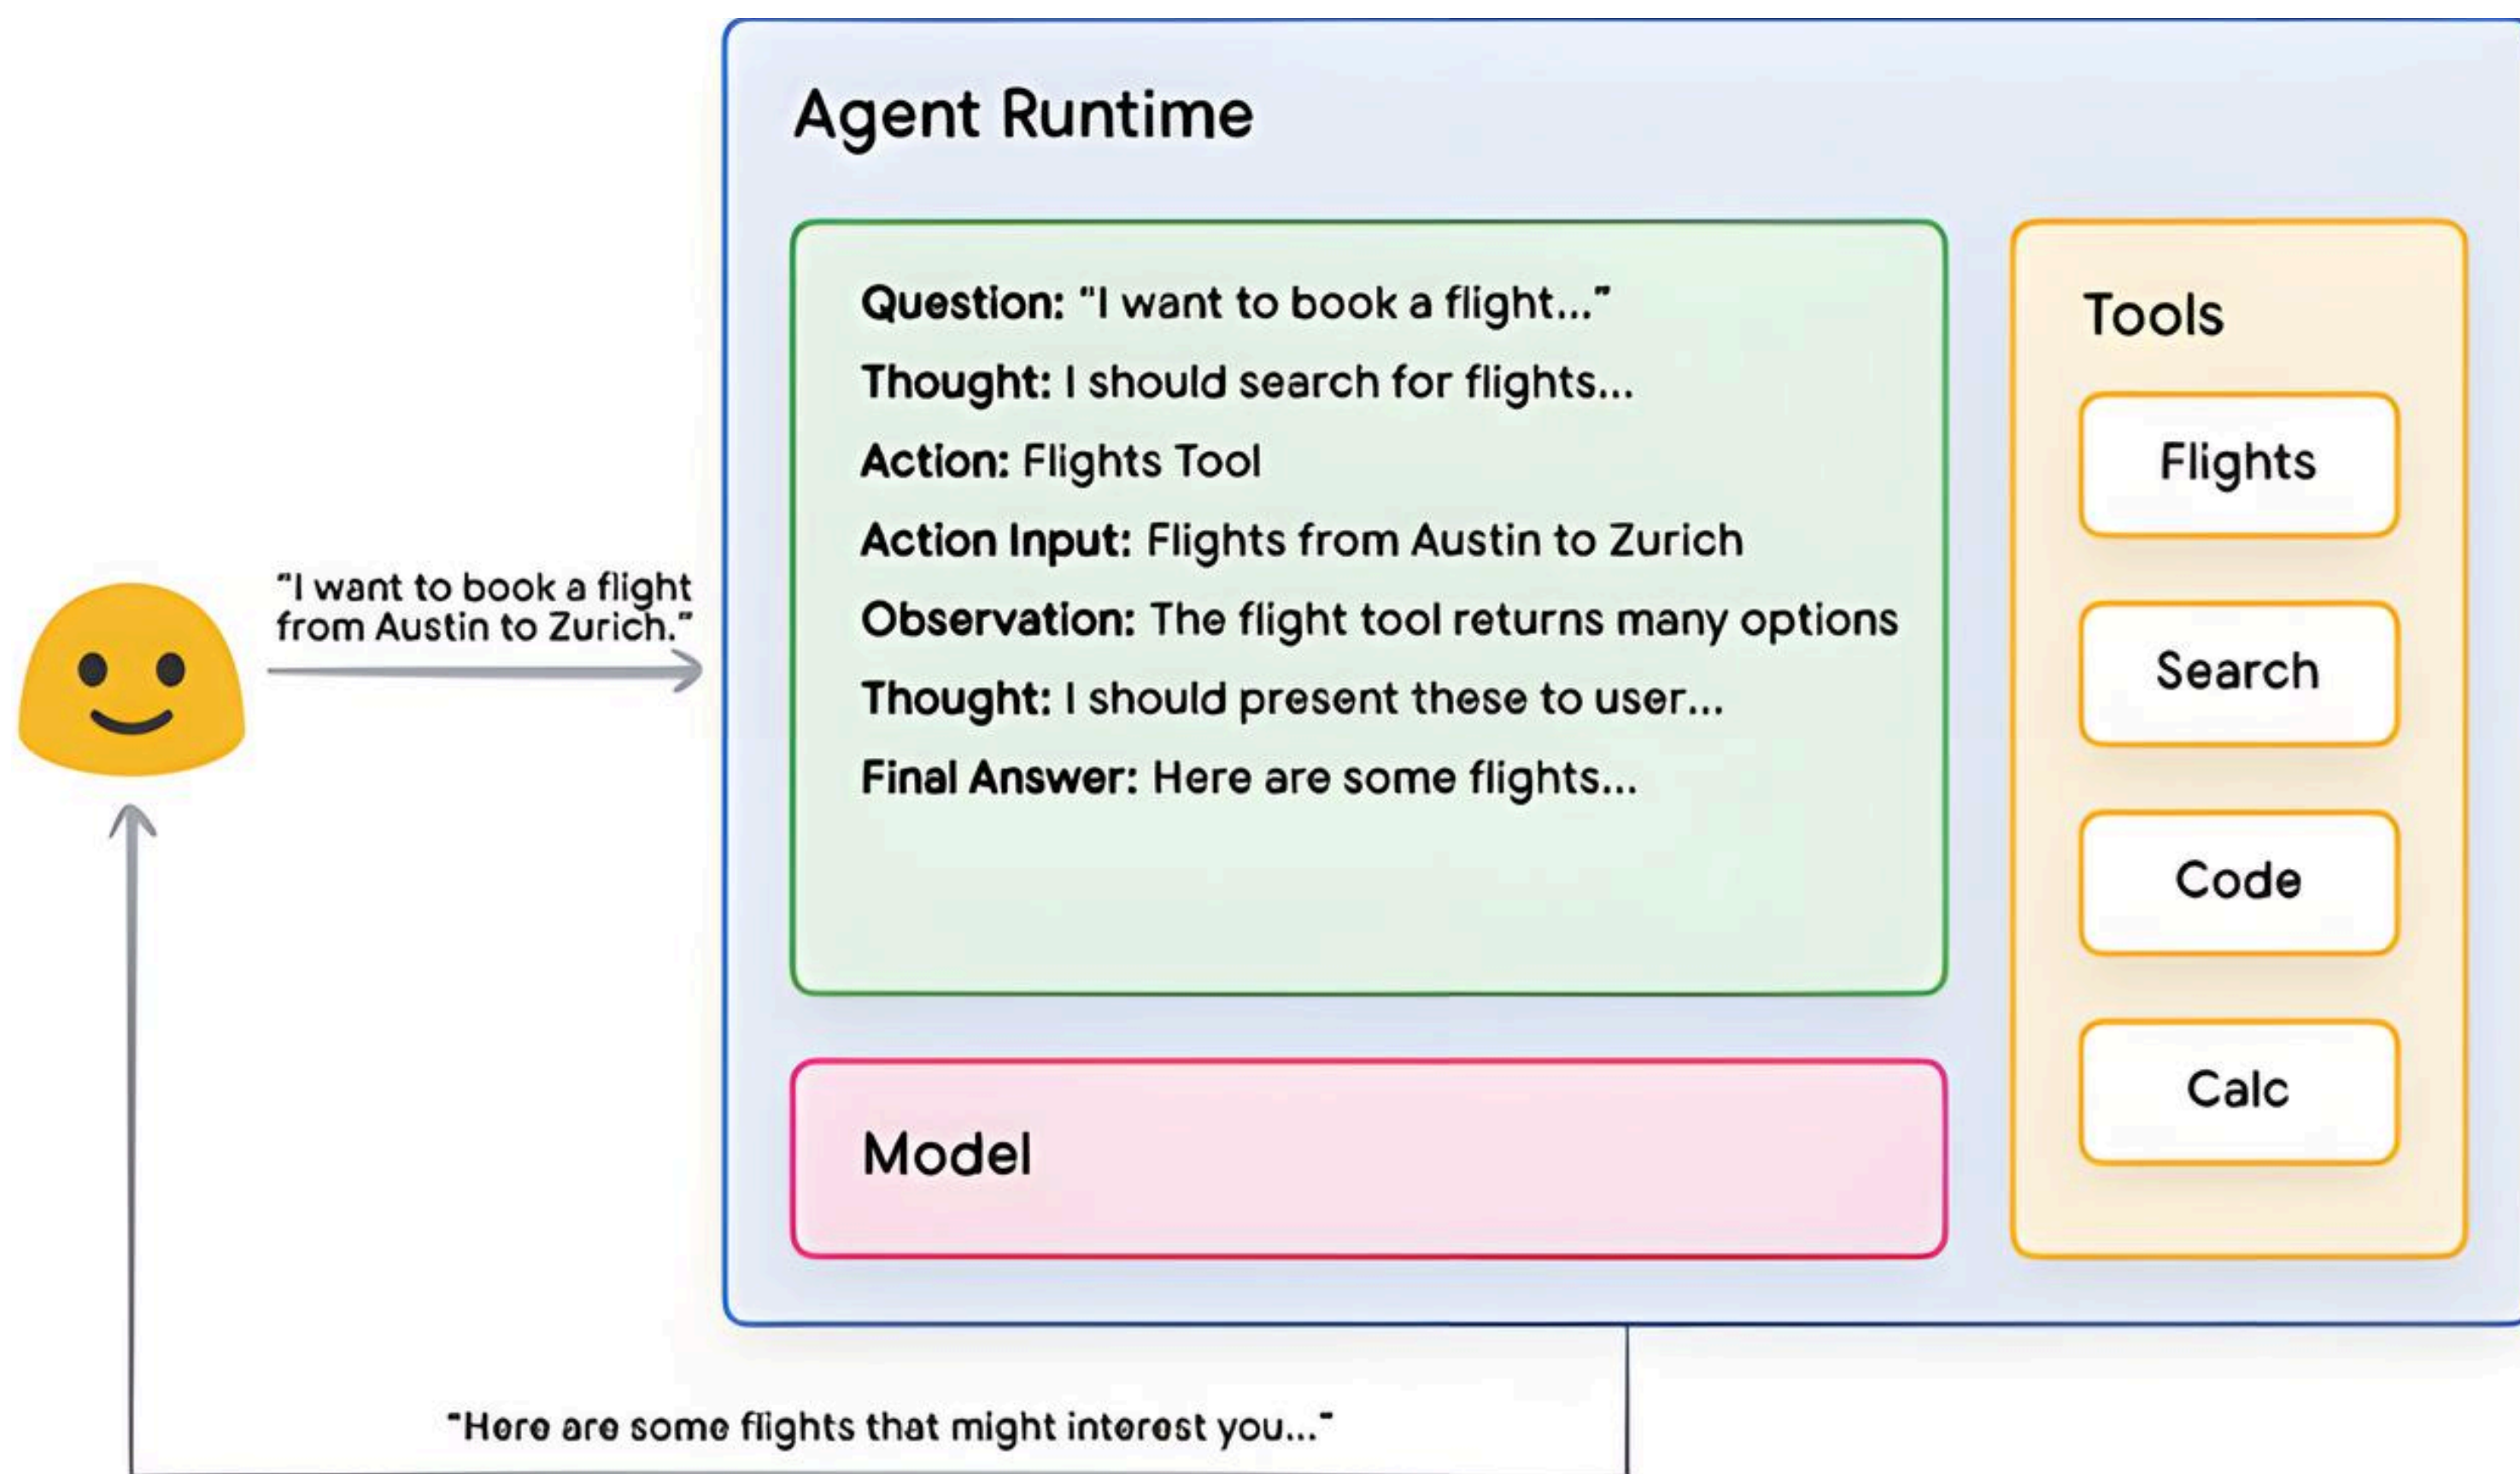 Agent Runtime
Question: “I want to book a flight...”
Thought: I should search for flights...
Action: Flights Tool
Action Input: Flights from Austin to Zurich
Observation: The flight tool returns many options
Thought: I should present these to user...
Final Answer: Here are some flights...
Tools
Flights
Search
Code
Calc
"I want to book a flight
from Austin to Zurich."
Model
"Here are some flights that might interest you..."